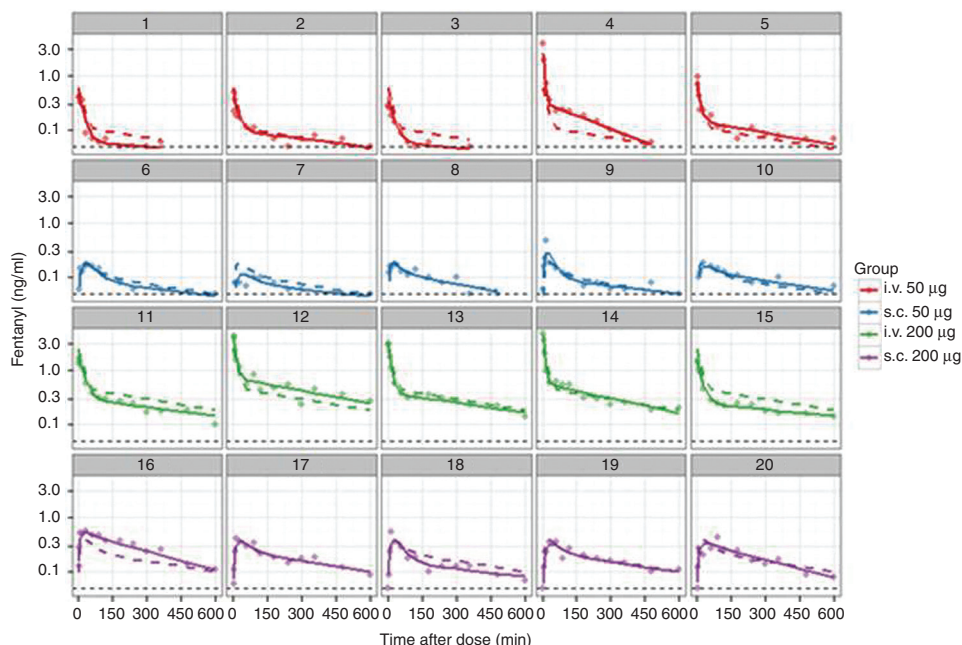 1 2 3 4 5
3.0
1.0
0.3
0.1
6 7 8 9 10
3.0
1.0
0.3
0.1
11 12 13 14 15
3.0
1.0
0.3
0.1
16 17 18 19 20
3.0
1.0
0.3
0.1
0 150 300 450 600 0 150 300 450 600 0 150 300 450 600 0 150 300 450 600 0 150 300 450 600
Time after dose (min)
Fentanyl (ng/ml)
Group
i.v. 50 μg
s.c. 50 μg
i.v. 200 μg
s.c. 200 μg